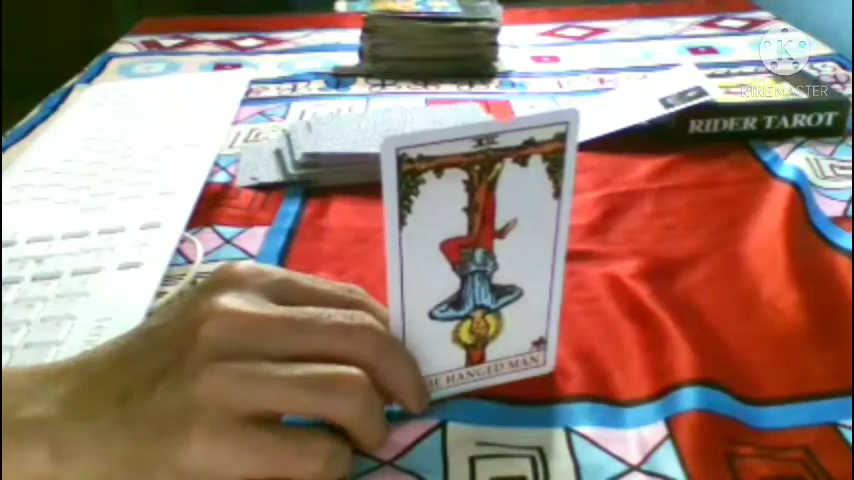 K
KINEMASTER
RIDER TAROT
XII
THE HANGED MAN